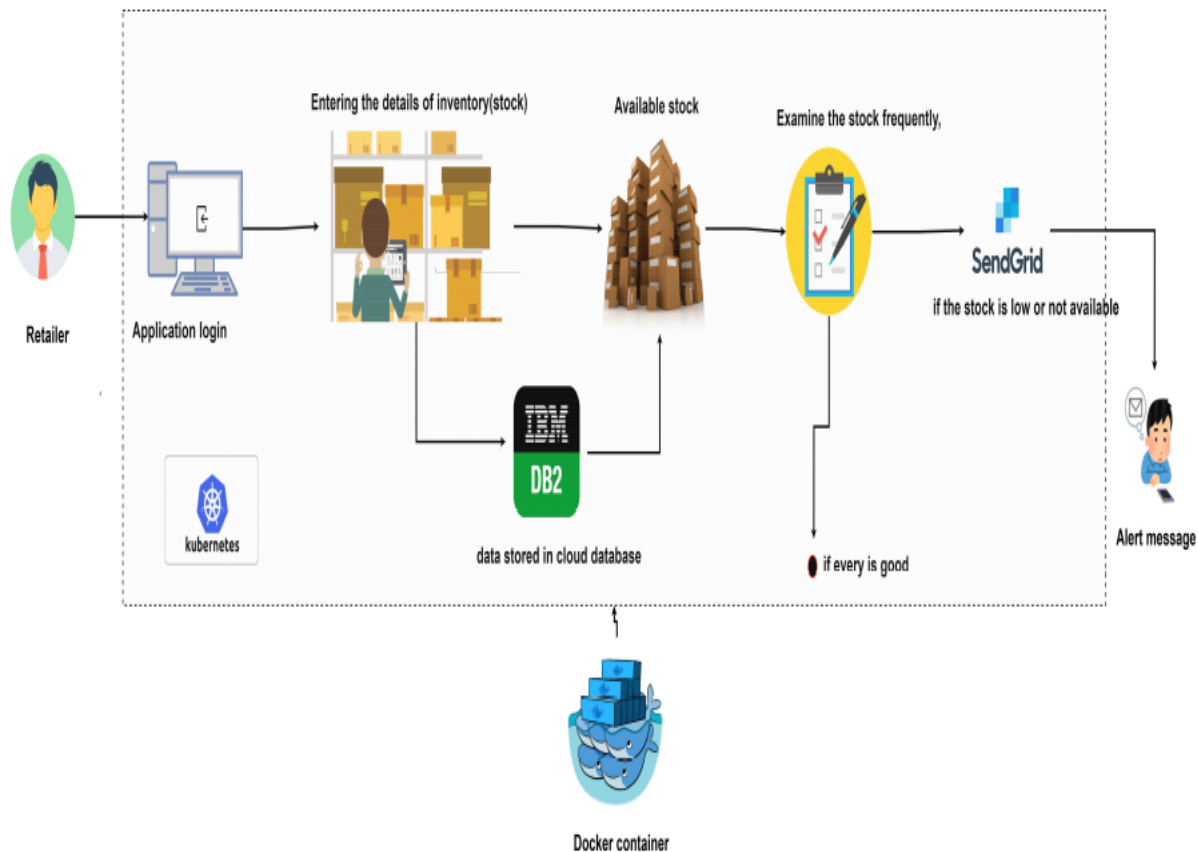 Entering the details of inventory(stock)
Available stock
Examine the stock frequently,
SendGrid
if the stock is low or not available
Retailer
Application login
IBM
DB2
kubernetes
data stored in cloud database
if every is good
Alert message
Docker container